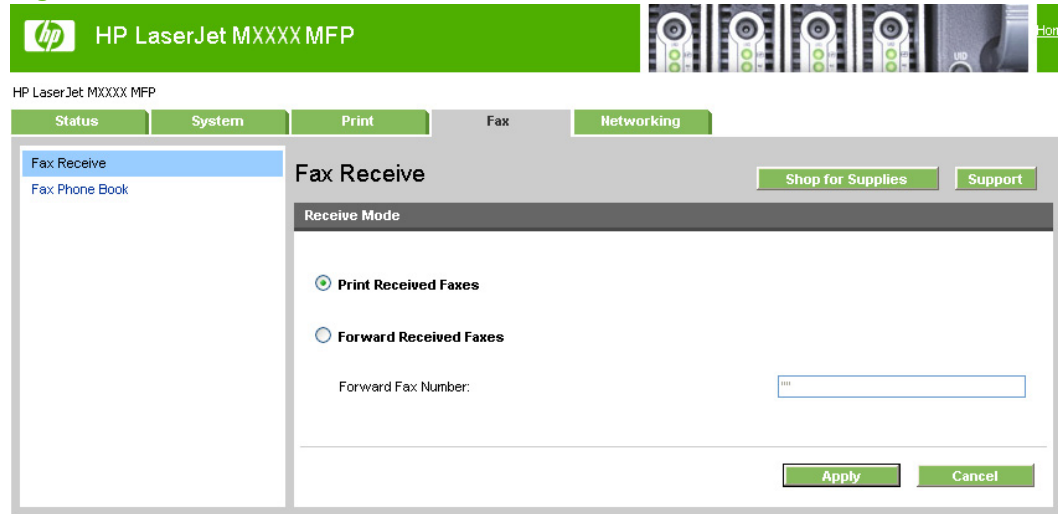 hp HP LaserJet MXXXX MFP
HP LaserJet MXXXX MFP
Status System Print Fax Networking
Fax Receive
Fax Phone Book
Fax Receive
Shop for Supplies Support
Receive Mode
Print Received Faxes
Forward Received Faxes
Forward Fax Number: ""
Apply Cancel